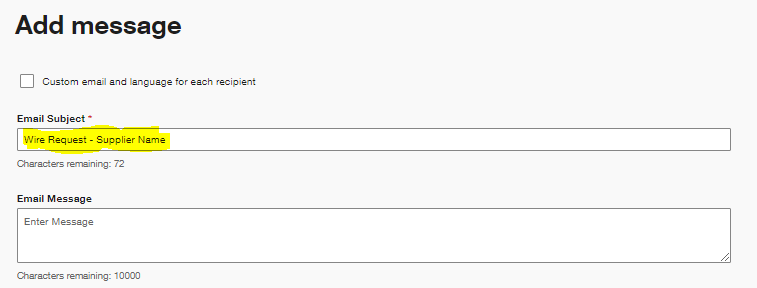 Add message
Custom email and language for each recipient
Email Subject *
Wire Request - Supplier Name
Characters remaining: 72
Email Message
Enter Message
Characters remaining: 10000